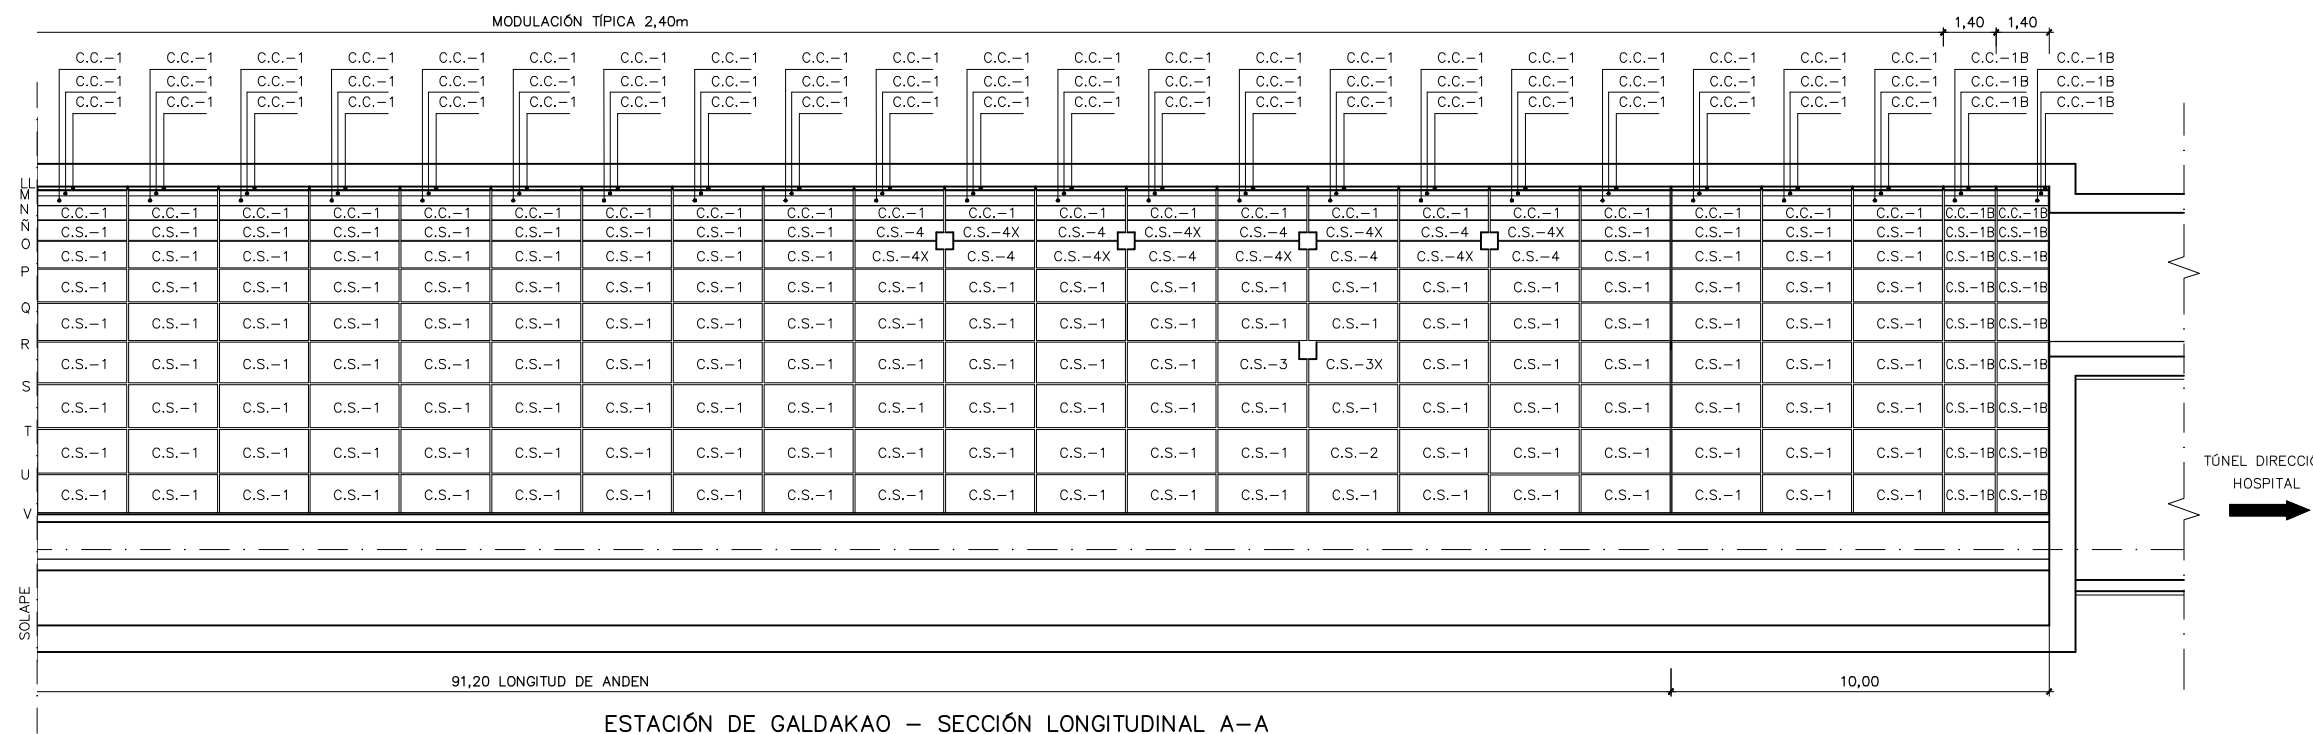 MODULACIÓN TÍPICA 2,40m 1,40 1,40
C.C.-1 C.C.-1 C.C.-1 C.C.-1 C.C.-1 C.C.-1 C.C.-1 C.C.-1 C.C.-1 C.C.-1 C.C.-1 C.C.-1 C.C.-1 C.C.-1 C.C.-1 C.C.-1 C.C.-1 C.C.-1 C.C.-1 C.C.-1 C.C.-1 C.C.-1B C.C.-1B
C.C.-1 C.C.-1 C.C.-1 C.C.-1 C.C.-1 C.C.-1 C.C.-1 C.C.-1 C.C.-1 C.C.-1 C.C.-1 C.C.-1 C.C.-1 C.C.-1 C.C.-1 C.C.-1 C.C.-1 C.C.-1 C.C.-1 C.C.-1 C.C.-1 C.C.-1B C.C.-1B
C.C.-1 C.C.-1 C.C.-1 C.C.-1 C.C.-1 C.C.-1 C.C.-1 C.C.-1 C.C.-1 C.C.-1 C.C.-1 C.C.-1 C.C.-1 C.C.-1 C.C.-1 C.C.-1 C.C.-1 C.C.-1 C.C.-1 C.C.-1 C.C.-1 C.C.-1B C.C.-1B
LL
M
N
C.C.-1 C.C.-1 C.C.-1 C.C.-1 C.C.-1 C.C.-1 C.C.-1 C.C.-1 C.C.-1 C.C.-1 C.C.-1 C.C.-1 C.C.-1 C.C.-1 C.C.-1 C.C.-1 C.C.-1 C.C.-1 C.C.-1 C.C.-1 C.C.-1 C.C.-1B C.C.-1B
Ñ
C.S.-1 C.S.-1 C.S.-1 C.S.-1 C.S.-1 C.S.-1 C.S.-1 C.S.-1 C.S.-1 C.S.-4 C.S.-4X C.S.-4 C.S.-4X C.S.-4 C.S.-4X C.S.-4 C.S.-4X C.S.-1 C.S.-1 C.S.-1 C.S.-1 C.S.-1B C.S.-1B
O
C.S.-1 C.S.-1 C.S.-1 C.S.-1 C.S.-1 C.S.-1 C.S.-1 C.S.-1 C.S.-1 C.S.-4X C.S.-4 C.S.-4X C.S.-4 C.S.-4X C.S.-4 C.S.-4X C.S.-4 C.S.-1 C.S.-1 C.S.-1 C.S.-1 C.S.-1B C.S.-1B
P
C.S.-1 C.S.-1 C.S.-1 C.S.-1 C.S.-1 C.S.-1 C.S.-1 C.S.-1 C.S.-1 C.S.-1 C.S.-1 C.S.-1 C.S.-1 C.S.-1 C.S.-1 C.S.-1 C.S.-1 C.S.-1 C.S.-1 C.S.-1 C.S.-1 C.S.-1B C.S.-1B
Q
C.S.-1 C.S.-1 C.S.-1 C.S.-1 C.S.-1 C.S.-1 C.S.-1 C.S.-1 C.S.-1 C.S.-1 C.S.-1 C.S.-1 C.S.-1 C.S.-1 C.S.-1 C.S.-1 C.S.-1 C.S.-1 C.S.-1 C.S.-1 C.S.-1 C.S.-1B C.S.-1B
R
C.S.-1 C.S.-1 C.S.-1 C.S.-1 C.S.-1 C.S.-1 C.S.-1 C.S.-1 C.S.-1 C.S.-1 C.S.-1 C.S.-1 C.S.-1 C.S.-3 C.S.-3X C.S.-1 C.S.-1 C.S.-1 C.S.-1 C.S.-1 C.S.-1 C.S.-1B C.S.-1B
S
C.S.-1 C.S.-1 C.S.-1 C.S.-1 C.S.-1 C.S.-1 C.S.-1 C.S.-1 C.S.-1 C.S.-1 C.S.-1 C.S.-1 C.S.-1 C.S.-1 C.S.-1 C.S.-1 C.S.-1 C.S.-1 C.S.-1 C.S.-1 C.S.-1 C.S.-1B C.S.-1B
T
C.S.-1 C.S.-1 C.S.-1 C.S.-1 C.S.-1 C.S.-1 C.S.-1 C.S.-1 C.S.-1 C.S.-1 C.S.-1 C.S.-1 C.S.-1 C.S.-1 C.S.-2 C.S.-1 C.S.-1 C.S.-1 C.S.-1 C.S.-1 C.S.-1 C.S.-1B C.S.-1B
U
C.S.-1 C.S.-1 C.S.-1 C.S.-1 C.S.-1 C.S.-1 C.S.-1 C.S.-1 C.S.-1 C.S.-1 C.S.-1 C.S.-1 C.S.-1 C.S.-1 C.S.-1 C.S.-1 C.S.-1 C.S.-1 C.S.-1 C.S.-1 C.S.-1 C.S.-1B C.S.-1B
V
TÚNEL DIRECCIÓ
HOSPITAL
SOLAPE
91,20 LONGITUD DE ANDEN 10,00
ESTACIÓN DE GALDAKAO - SECCIÓN LONGITUDINAL A-A